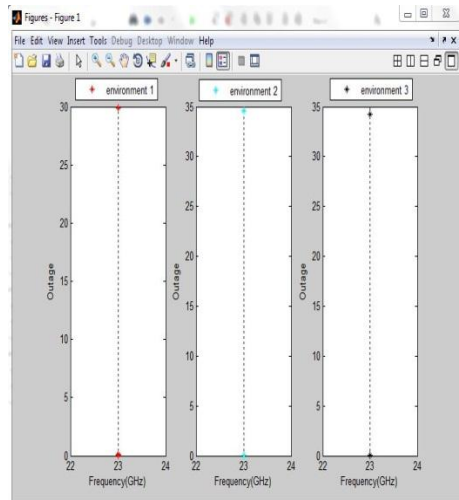 Figures - Figure 1
File Edit View Insert Tools Debug Desktop Window Help
environment 1
environment 2
environment 3
30
25
20
15
10
5
0
Outage
22 23 24
Frequency(GHz)
35
30
25
20
15
10
5
0
Outage
22 23 24
Frequency(GHz)
35
30
25
20
15
10
5
0
Outage
22 23 24
Frequency(GHz)